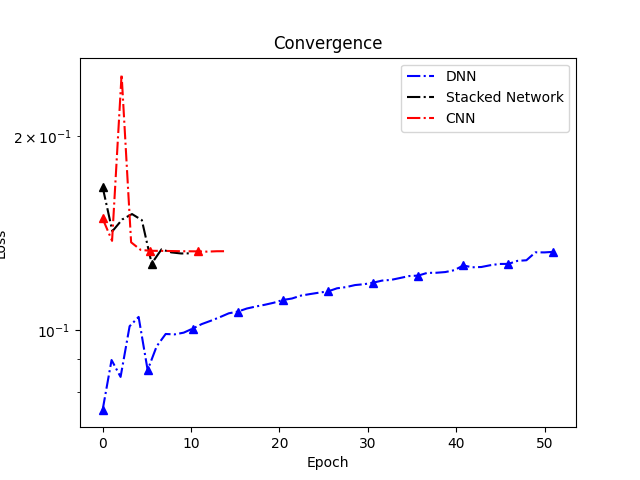 Convergence
DNN
Stacked Network
CNN
2 × 10⁻¹
10⁻¹
Loss
0 10 20 30 40 50
Epoch